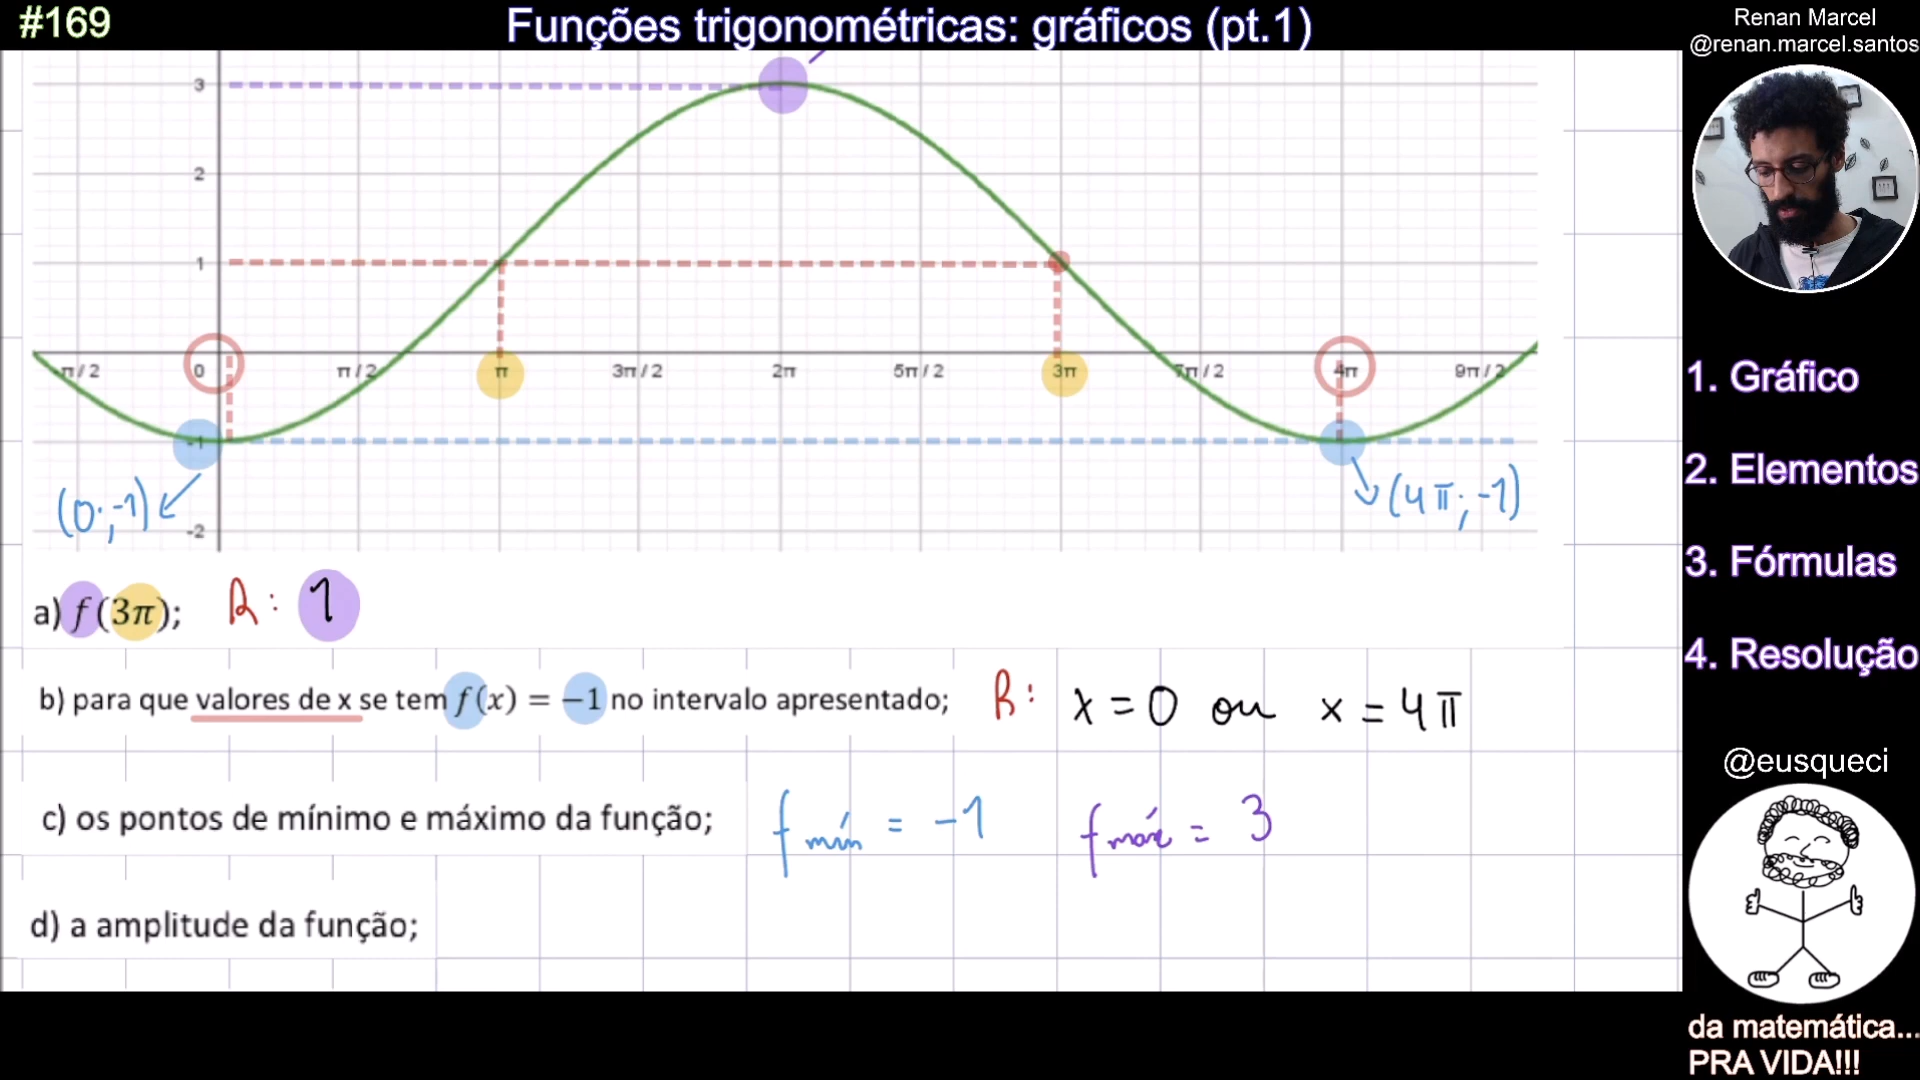 #169
Funções trigonométricas: gráficos (pt.1)
Renan Marcel
@renan.marcel.santos
3
2
1
-π / 2
0
π / 2
π
3π / 2
2π
5π / 2
3π
7π / 2
4π
9π / 2
-1
(0;-1)
(4π;-1)
-2
a) f(3π); R: 1
b) para que valores de x se tem f(x) = −1 no intervalo apresentado; R: x = 0 ou x = 4π
c) os pontos de mínimo e máximo da função; f mín = -1 f máx = 3
d) a amplitude da função;
1. Gráfico
2. Elementos
3. Fórmulas
4. Resolução
@eusqueci
da matemática...
PRA VIDA!!!